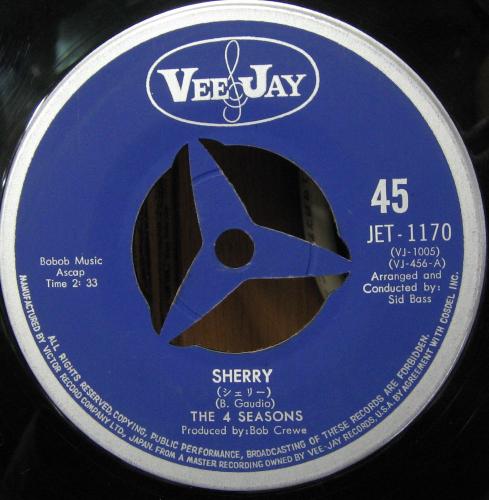 VEE JAY
45
JET-1170
(VJ-1005)
(VJ-456-A)
Arranged and
Conducted by:
Sid Bass
Bobob Music
Ascap
Time 2: 33
SHERRY
(シェリー)
(B. Gaudio)
THE 4 SEASONS
Produced by: Bob Crewe
ALL RIGHTS RESERVED, COPYING, PUBLIC PERFORMANCE, BROADCASTING OF THESE RECORDS ARE FORBIDDEN.
MANUFACTURED BY VICTOR RECORD COMPANY LTD., JAPAN. FROM A MASTER RECORDING OWNED BY VEE JAY RECORDS, U.S.A. BY AGREEMENT WITH COSDEL INC.